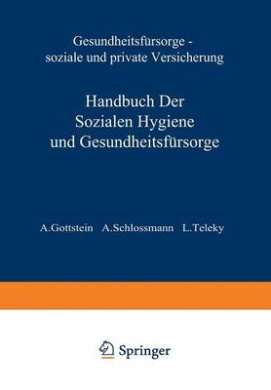 Gesundheitsfürsorge -
soziale und private Versicherung
Handbuch Der
Sozialen Hygiene
und Gesundheitsfürsorge
A.Gottstein A.Schlossmann L.Teleky
Springer